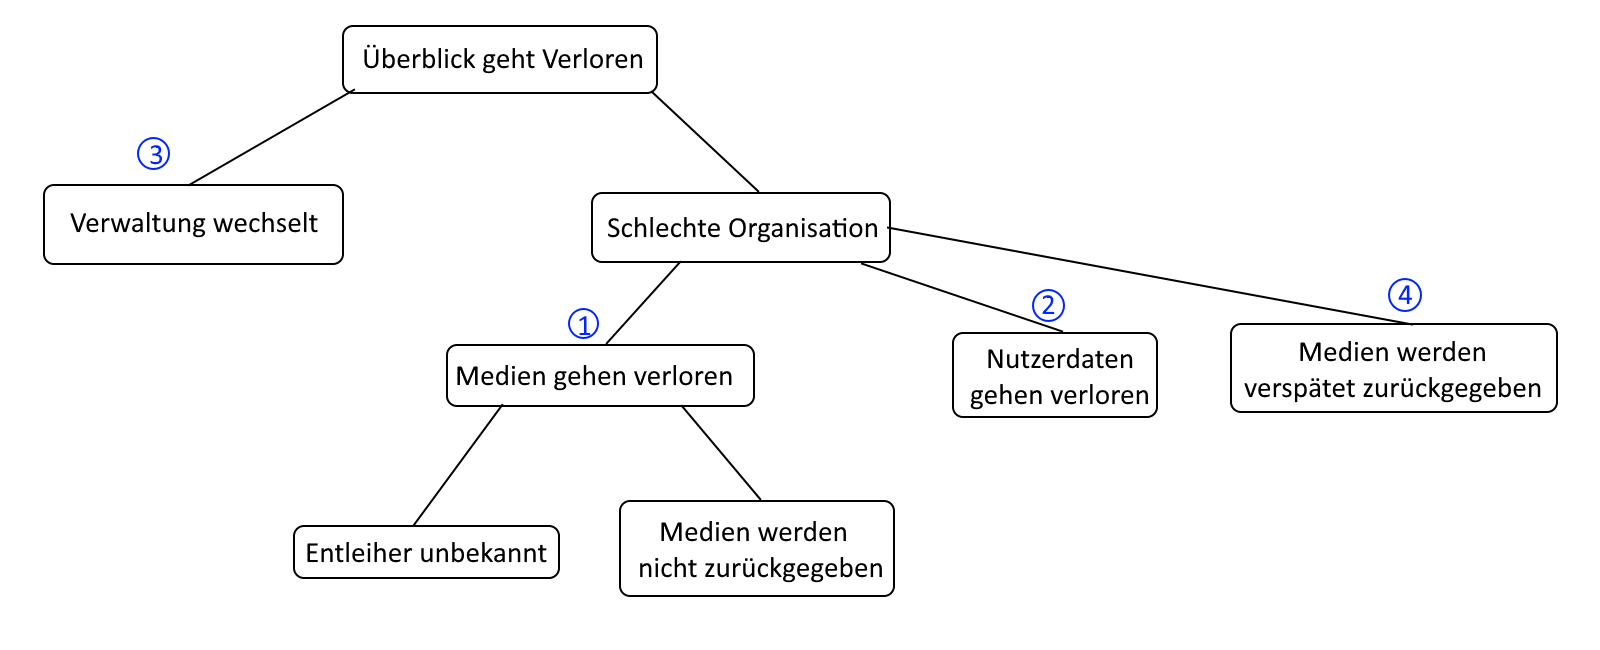 Überblick geht Verloren
3
Verwaltung wechselt
Schlechte Organisation
1
Medien gehen verloren
2
Nutzerdaten
gehen verloren
4
Medien werden
verspätet zurückgegeben
Entleiher unbekannt
Medien werden
nicht zurückgegeben